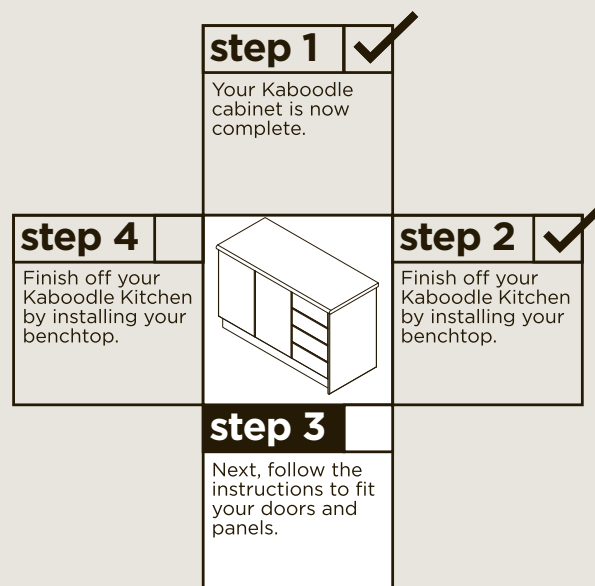 step 1
Your Kaboodle
cabinet is now
complete.
step 4
Finish off your
Kaboodle Kitchen
by installing your
benchtop.
step 2
Finish off your
Kaboodle Kitchen
by installing your
benchtop.
step 3
Next, follow the
instructions to fit
your doors and
panels.